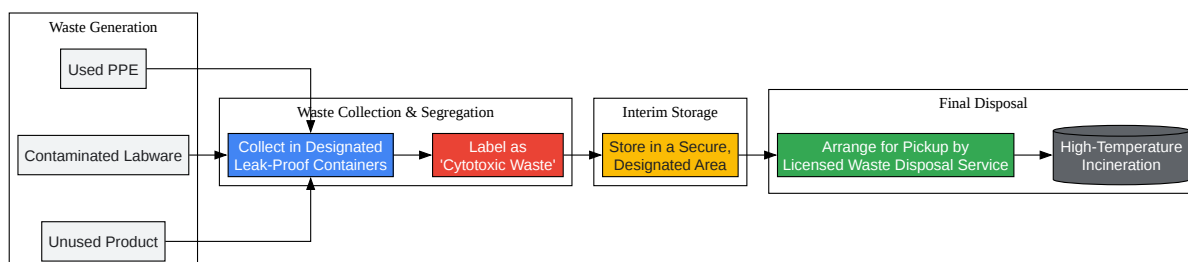 Waste Generation
Used PPE
Contaminated Labware
Unused Product
Waste Collection & Segregation
Collect in Designated
Leak-Proof Containers
Label as
'Cytotoxic Waste'
Interim Storage
Store in a Secure,
Designated Area
Final Disposal
Arrange for Pickup by
Licensed Waste Disposal Service
High-Temperature
Incineration